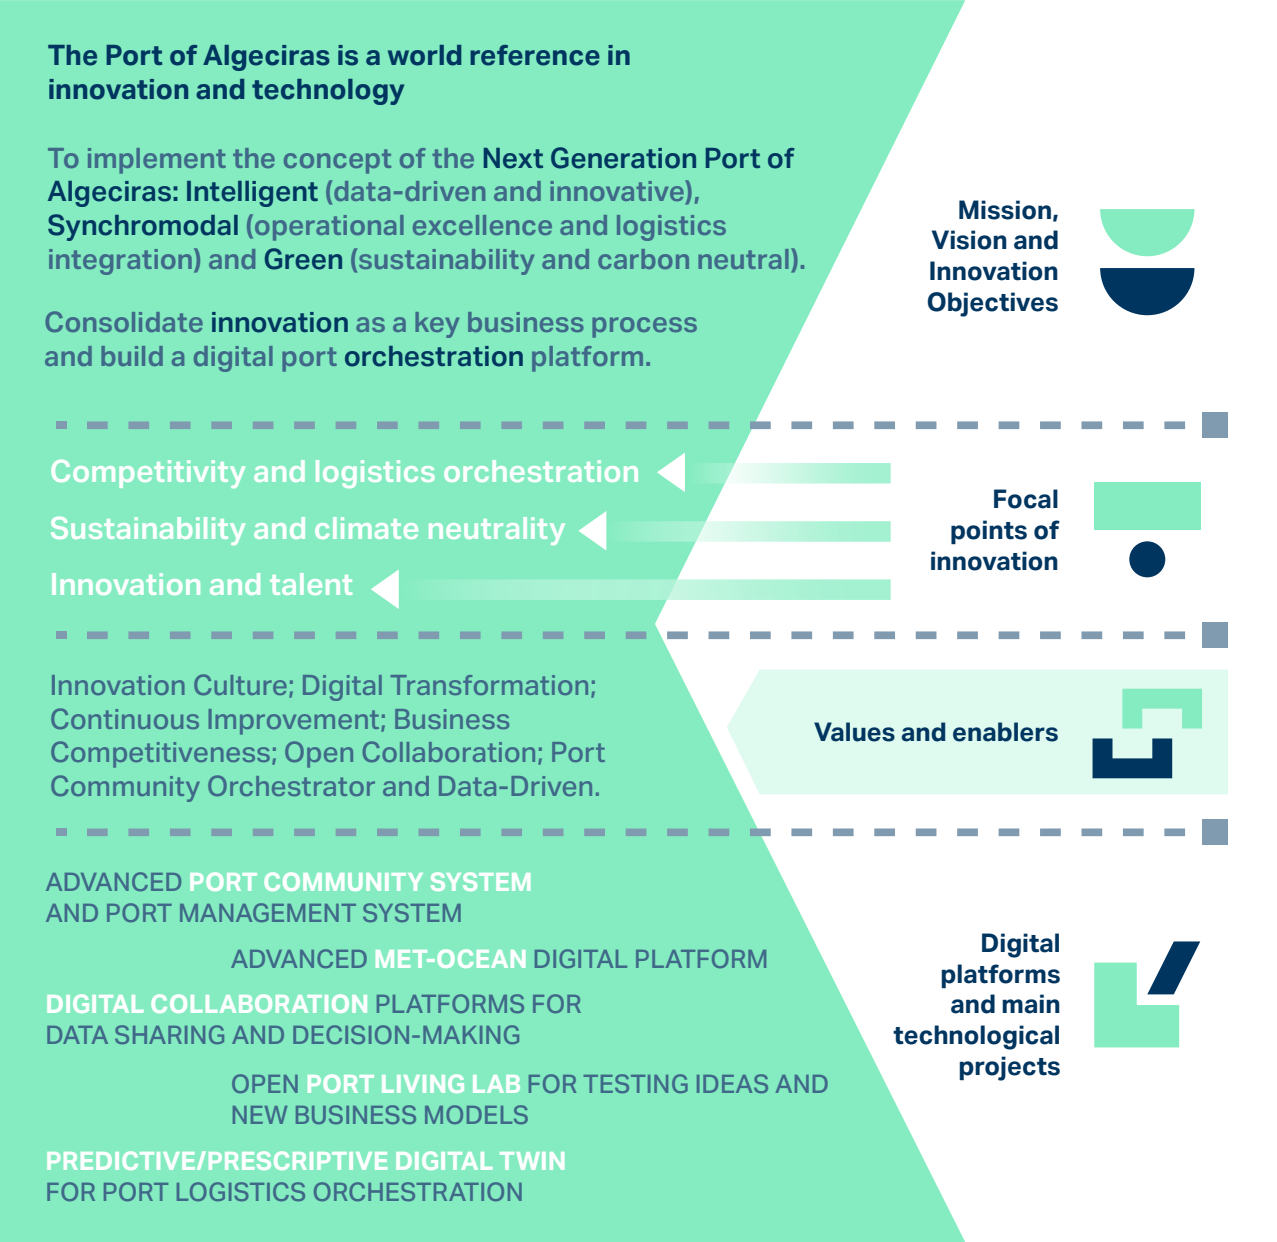 The Port of Algeciras is a world reference in
innovation and technology
To implement the concept of the Next Generation Port of
Algeciras: Intelligent (data-driven and innovative),
Synchromodal (operational excellence and logistics
integration) and Green (sustainability and carbon neutral).
Consolidate innovation as a key business process
and build a digital port orchestration platform.
Mission,
Vision and
Innovation
Objectives
Competitivity and logistics orchestration
Sustainability and climate neutrality
Innovation and talent
Focal
points of
innovation
Innovation Culture; Digital Transformation;
Continuous Improvement; Business
Competitiveness; Open Collaboration; Port
Community Orchestrator and Data-Driven.
Values and enablers
ADVANCED PORT COMMUNITY SYSTEM
AND PORT MANAGEMENT SYSTEM
ADVANCED MET-OCEAN DIGITAL PLATFORM
DIGITAL COLLABORATION PLATFORMS FOR
DATA SHARING AND DECISION-MAKING
OPEN PORT LIVING LAB FOR TESTING IDEAS AND
NEW BUSINESS MODELS
PREDICTIVE/PRESCRIPTIVE DIGITAL TWIN
FOR PORT LOGISTICS ORCHESTRATION
Digital
platforms
and main
technological
projects